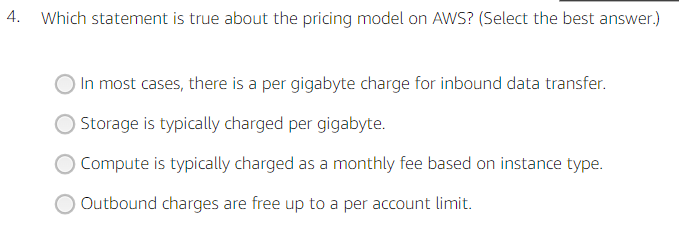 4. Which statement is true about the pricing model on AWS? (Select the best answer.)
In most cases, there is a per gigabyte charge for inbound data transfer.
Storage is typically charged per gigabyte.
Compute is typically charged as a monthly fee based on instance type.
Outbound charges are free up to a per account limit.